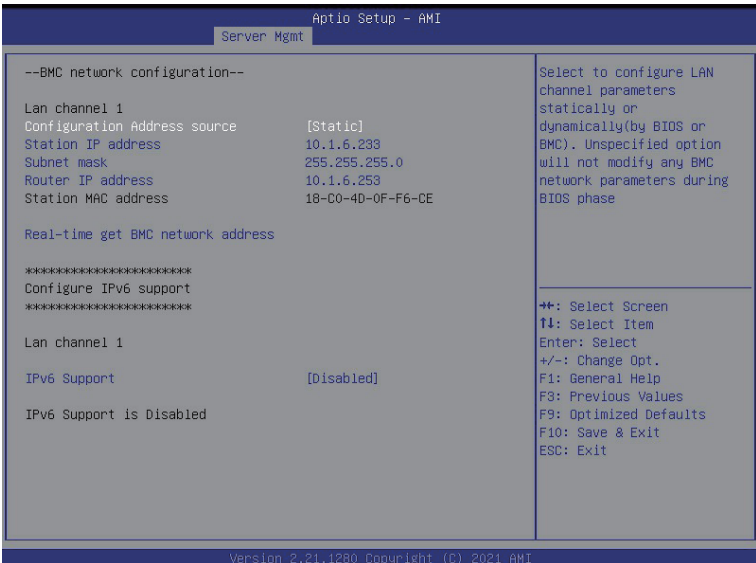 Aptio Setup – AMI
Server Mgmt
--BMC network configuration--
Lan channel 1
Configuration Address source [Static]
Station IP address 10.1.6.233
Subnet mask 255.255.255.0
Router IP address 10.1.6.253
Station MAC address 18-C0-4D-0F-F6-CE
Real-time get BMC network address
**********************
Configure IPv6 support
**********************
Lan channel 1
IPv6 Support [Disabled]
IPv6 Support is Disabled
Select to configure LAN
channel parameters
statically or
dynamically(by BIOS or
BMC). Unspecified option
will not modify any BMC
network parameters during
BIOS phase
→←: Select Screen
↑↓: Select Item
Enter: Select
+/-: Change Opt.
F1: General Help
F3: Previous Values
F9: Optimized Defaults
F10: Save & Exit
ESC: Exit
Version 2.21.1280 Copyright (C) 2021 AMI